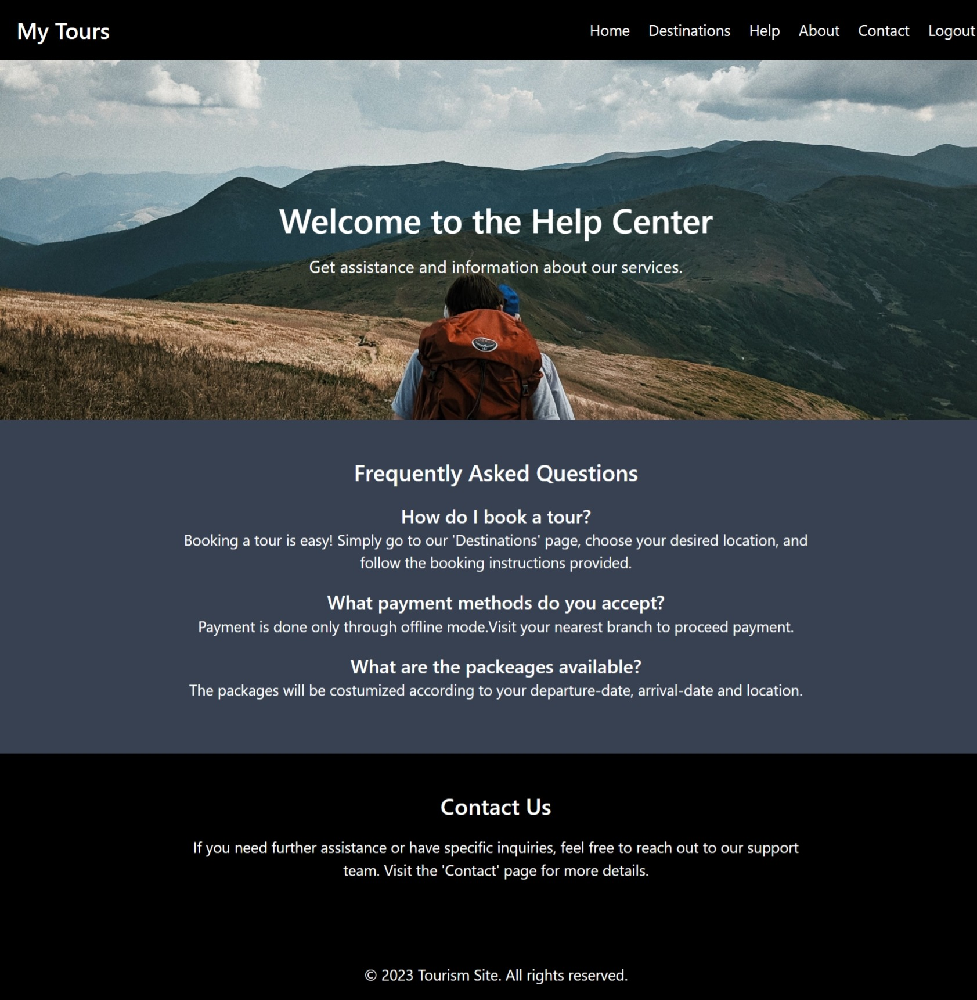 My Tours
Home Destinations Help About Contact Logout
Welcome to the Help Center
Get assistance and information about our services.
Frequently Asked Questions
How do I book a tour?
Booking a tour is easy! Simply go to our 'Destinations' page, choose your desired location, and
follow the booking instructions provided.
What payment methods do you accept?
Payment is done only through offline mode.Visit your nearest branch to proceed payment.
What are the packeages available?
The packages will be costumized according to your departure-date, arrival-date and location.
Contact Us
If you need further assistance or have specific inquiries, feel free to reach out to our support
team. Visit the 'Contact' page for more details.
© 2023 Tourism Site. All rights reserved.